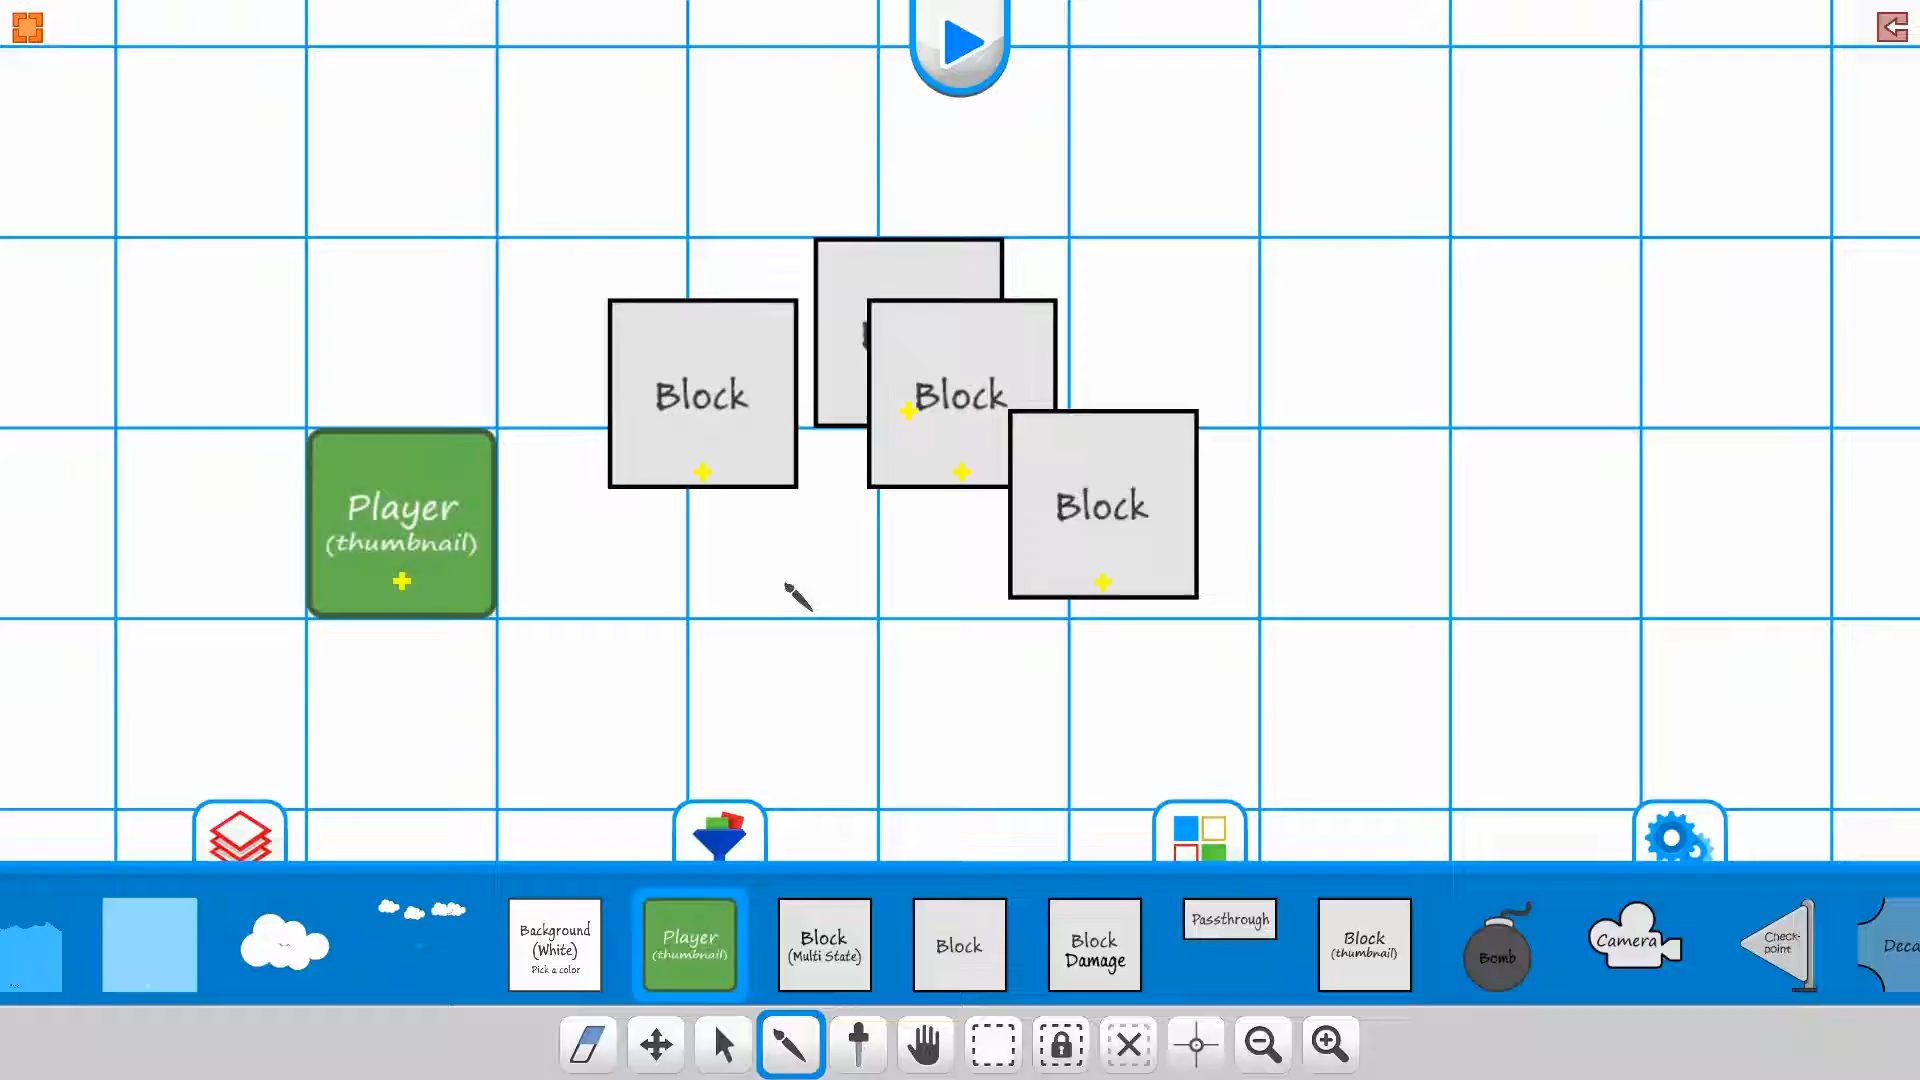 Block
Block
Block
Player
(thumbnail)
Background
(White)
Pick a color
Player
(thumbnail)
Block
(Multi State)
Block
Block
Damage
Passthrough
Block
(thumbnail)
Bomb
Camera
Check-
point
Deca